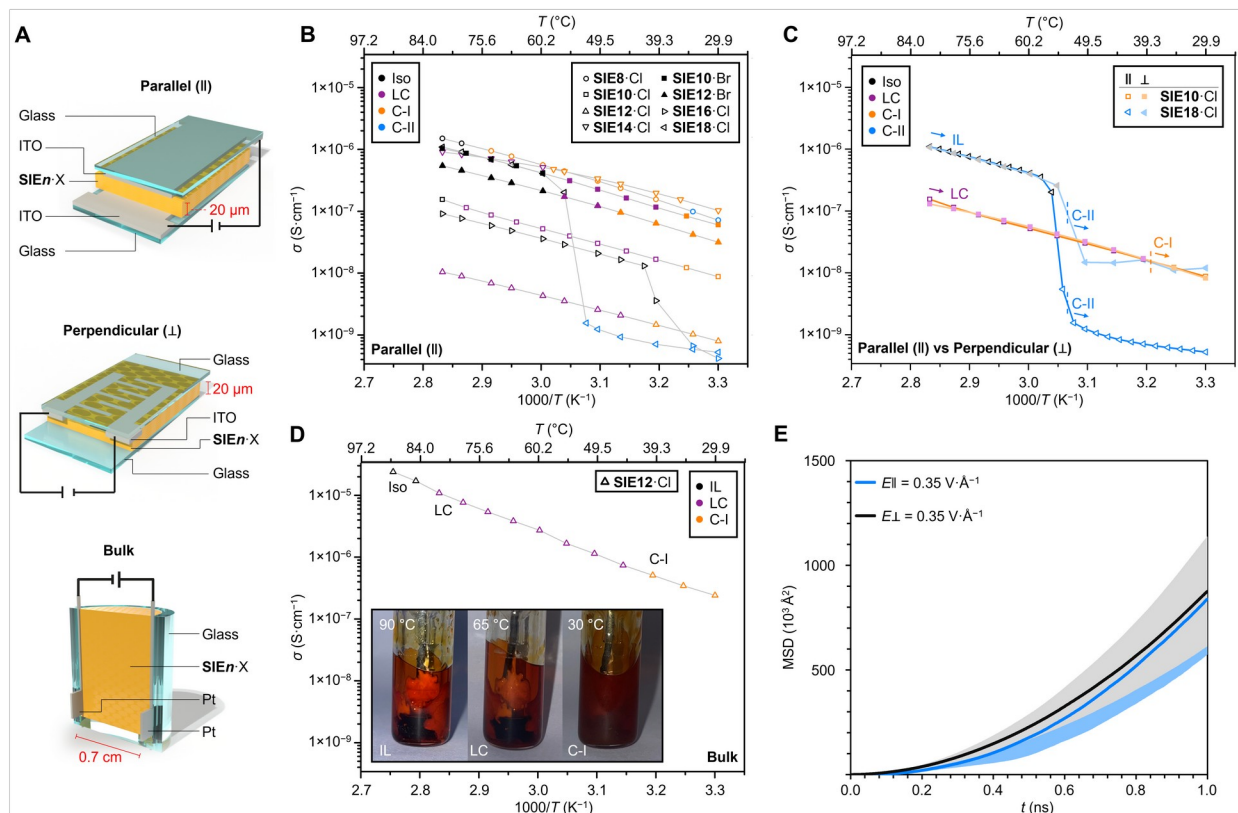 A
Parallel (||)
Glass
ITO
SIEn·X
20 µm
ITO
Glass
Perpendicular (⊥)
Glass
20 µm
ITO
SIEn·X
Glass
Bulk
Glass
SIEn·X
Pt
Pt
0.7 cm
B
T (°C)
97.2 84.0 75.6 60.2 49.5 39.3 29.9
Iso
LC
C-I
C-II
SIE8·Cl SIE10·Br
SIE10·Cl SIE12·Br
SIE12·Cl SIE16·Cl
SIE14·Cl SIE18·Cl
σ (S·cm⁻¹)
1×10⁻⁵
1×10⁻⁶
1×10⁻⁷
1×10⁻⁸
1×10⁻⁹
Parallel (||)
2.7 2.8 2.9 3.0 3.1 3.2 3.3
1000/T (K⁻¹)
C
T (°C)
97.2 84.0 75.6 60.2 49.5 39.3 29.9
Iso
LC
C-I
C-II
|| ⊥
SIE10·Cl
SIE18·Cl
IL
LC
C-II
C-I
C-II
σ (S·cm⁻¹)
1×10⁻⁵
1×10⁻⁶
1×10⁻⁷
1×10⁻⁸
1×10⁻⁹
Parallel (||) vs Perpendicular (⊥)
2.7 2.8 2.9 3.0 3.1 3.2 3.3
1000/T (K⁻¹)
D
T (°C)
97.2 84.0 75.6 60.2 49.5 39.3 29.9
SIE12·Cl
IL
LC
C-I
Iso
LC
C-I
σ (S·cm⁻¹)
1×10⁻⁵
1×10⁻⁶
1×10⁻⁷
1×10⁻⁸
1×10⁻⁹
90 °C 65 °C 30 °C
IL LC C-I
Bulk
2.7 2.8 2.9 3.0 3.1 3.2 3.3
1000/T (K⁻¹)
E
E|| = 0.35 V·Å⁻¹
E⊥ = 0.35 V·Å⁻¹
MSD (10³ Å²)
1500
1000
500
0
0.0 0.2 0.4 0.6 0.8 1.0
t (ns)